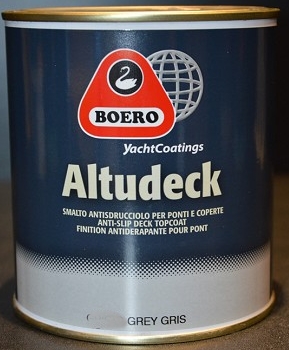 BOERO
YachtCoatings
Altudeck
SMALTO ANTISDRUCCIOLO PER PONTI E COPERTE
ANTI-SLIP DECK TOPCOAT
FINITION ANTIDERAPANTE POUR PONT
GREY GRIS